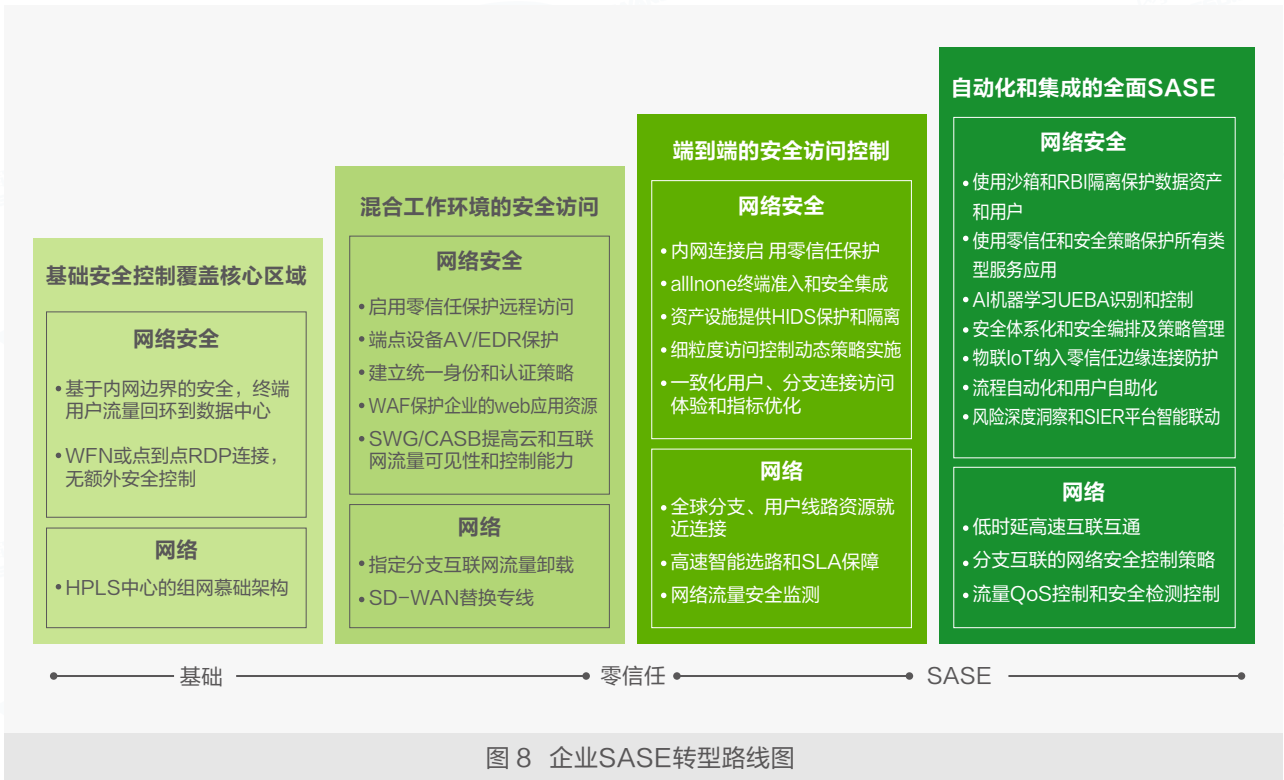 基础安全控制覆盖核心区域
网络安全
•基于内网边界的安全，终端
用户流量回环到数据中心
•WFN或点到点RDP连接，
无额外安全控制
网络
•HPLS中心的组网慕础架构
混合工作环境的安全访问
网络安全
•启用零信任保护远程访问
•端点设备AV/EDR保护
•建立统一身份和认证策略
•WAF保护企业的web应用资源
•SWG/CASB提高云和互联
网流量可见性和控制能力
网络
•指定分支互联网流量卸载
•SD-WAN替换专线
端到端的安全访问控制
网络安全
•内网连接启 用零信任保护
•allInone终端准入和安全集成
•资产设施提供HIDS保护和隔离
•细粒度访问控制动态策略实施
•一致化用户、分支连接访问
体验和指标优化
网络
•全球分支、用户线路资源就
近连接
•高速智能选路和SLA保障
•网络流量安全监测
自动化和集成的全面SASE
网络安全
•使用沙箱和RBI隔离保护数据资产
和用户
•使用零信任和安全策略保护所有类
型服务应用
•AI机器学习UEBA识别和控制
•安全体系化和安全编排及策略管理
•物联IoT纳入零信任边缘连接防护
•流程自动化和用户自助化
•风险深度洞察和SIER平台智能联动
网络
•低时延高速互联互通
•分支互联的网络安全控制策略
•流量QoS控制和安全检测控制
基础 零信任 SASE
图 8 企业SASE转型路线图